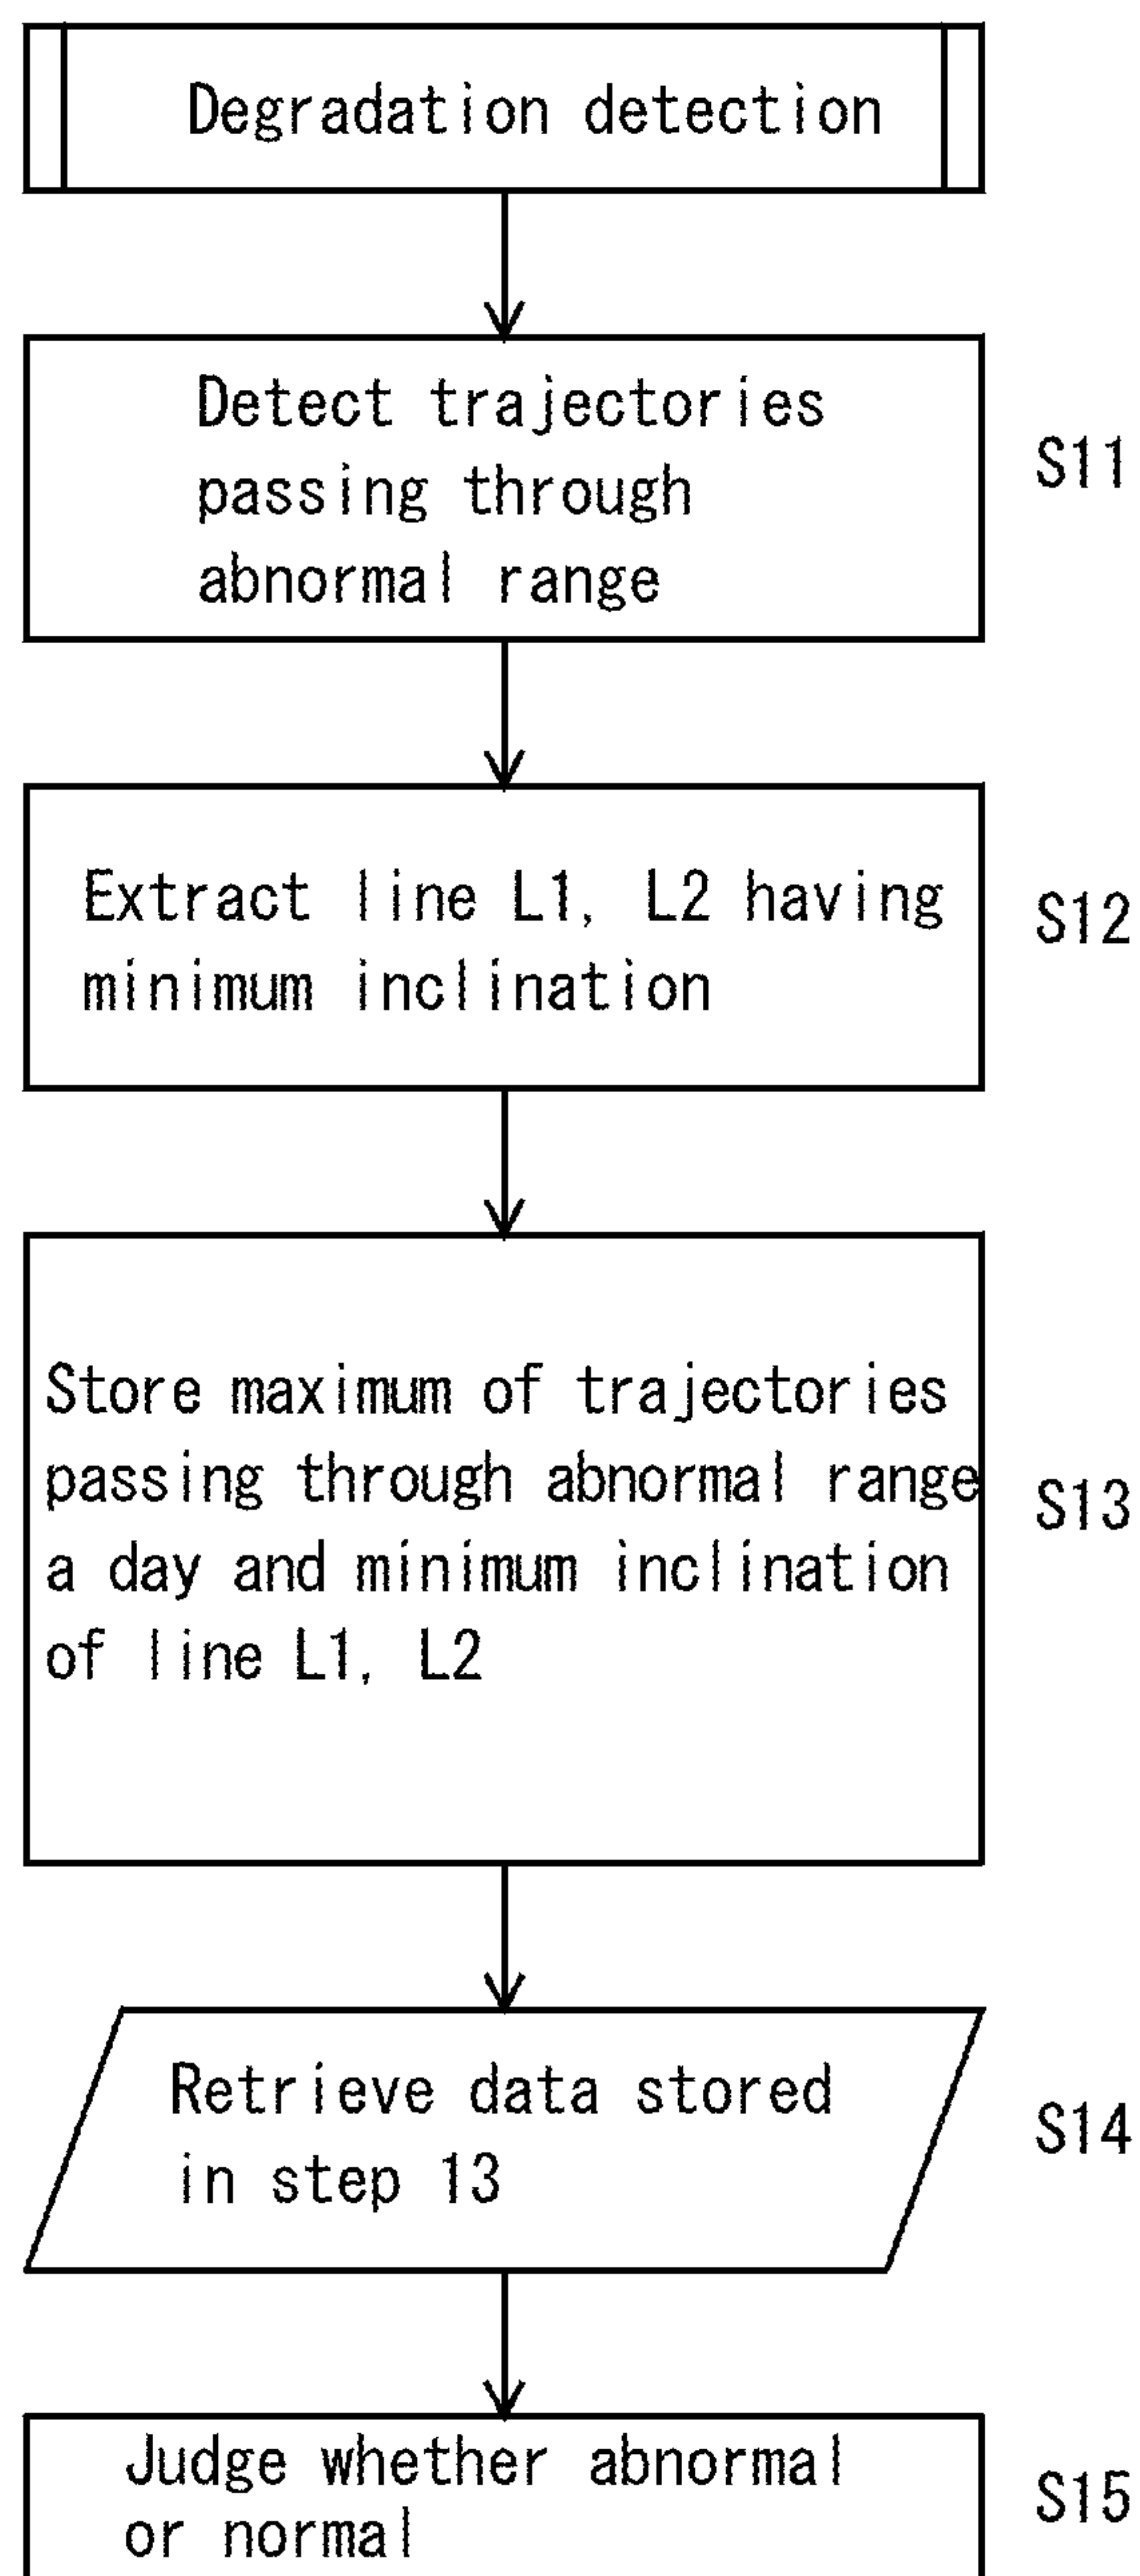 Degradation detection
Detect trajectories
passing through
abnormal range
S11
Extract line L1, L2 having
minimum inclination
S12
Store maximum of trajectories
passing through abnormal range
a day and minimum inclination
of line L1, L2
S13
Retrieve data stored
in step 13
S14
Judge whether abnormal
or normal
S15